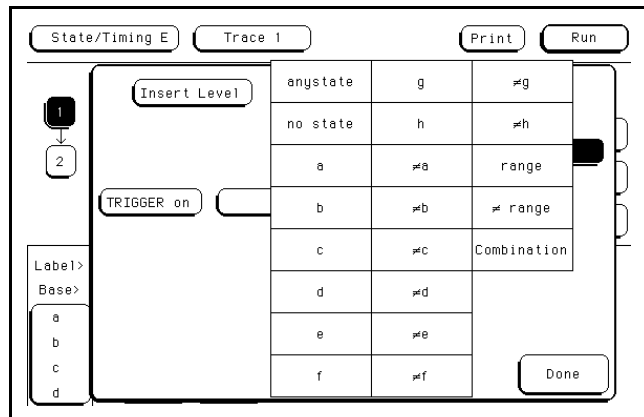 State/Timing E Trace 1 Print Run
Insert Level
1
2
TRIGGER on
anystate g ≠g
no state h ≠h
a ≠a range
b ≠b ≠ range
c ≠c Combination
d ≠d
e ≠e
f ≠f
Label>
Base>
a
b
c
d
Done